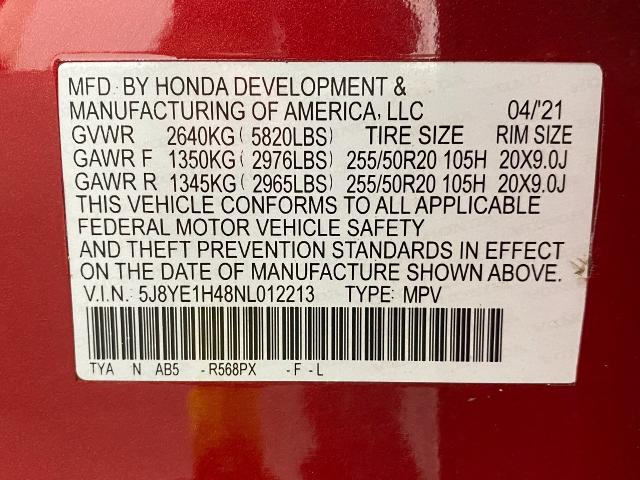 MFD. BY HONDA DEVELOPMENT &
MANUFACTURING OF AMERICA, LLC 04/'21
GVWR 2640KG( 5820LBS) TIRE SIZE RIM SIZE
GAWR F 1350KG( 2976LBS) 255/50R20 105H 20X9.0J
GAWR R 1345KG( 2965LBS) 255/50R20 105H 20X9.0J
THIS VEHICLE CONFORMS TO ALL APPLICABLE
FEDERAL MOTOR VEHICLE SAFETY
AND THEFT PREVENTION STANDARDS IN EFFECT
ON THE DATE OF MANUFACTURE SHOWN ABOVE.
V.I.N. 5J8YE1H48NL012213 TYPE: MPV
TYA N AB5 - R568PX - F - L